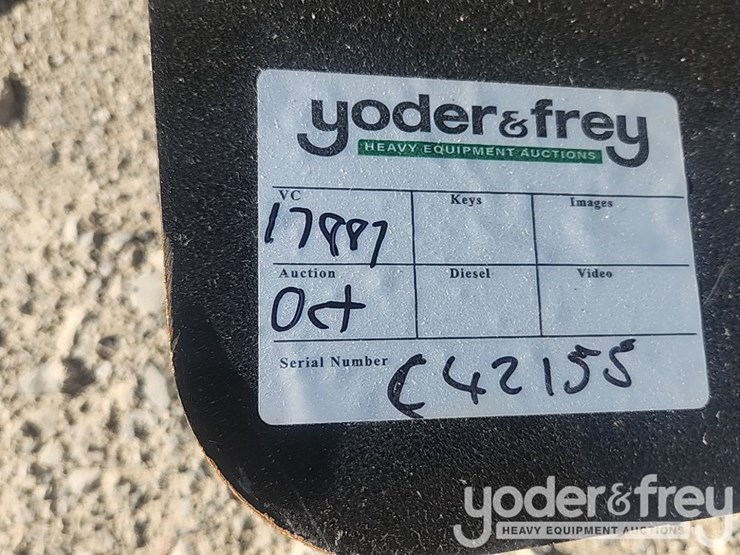 yoder&frey
HEAVY EQUIPMENT AUCTIONS
VC Keys Images
17887
Auction Diesel Video
Oct
Serial Number C42155
yoder&frey
HEAVY EQUIPMENT AUCTIONS